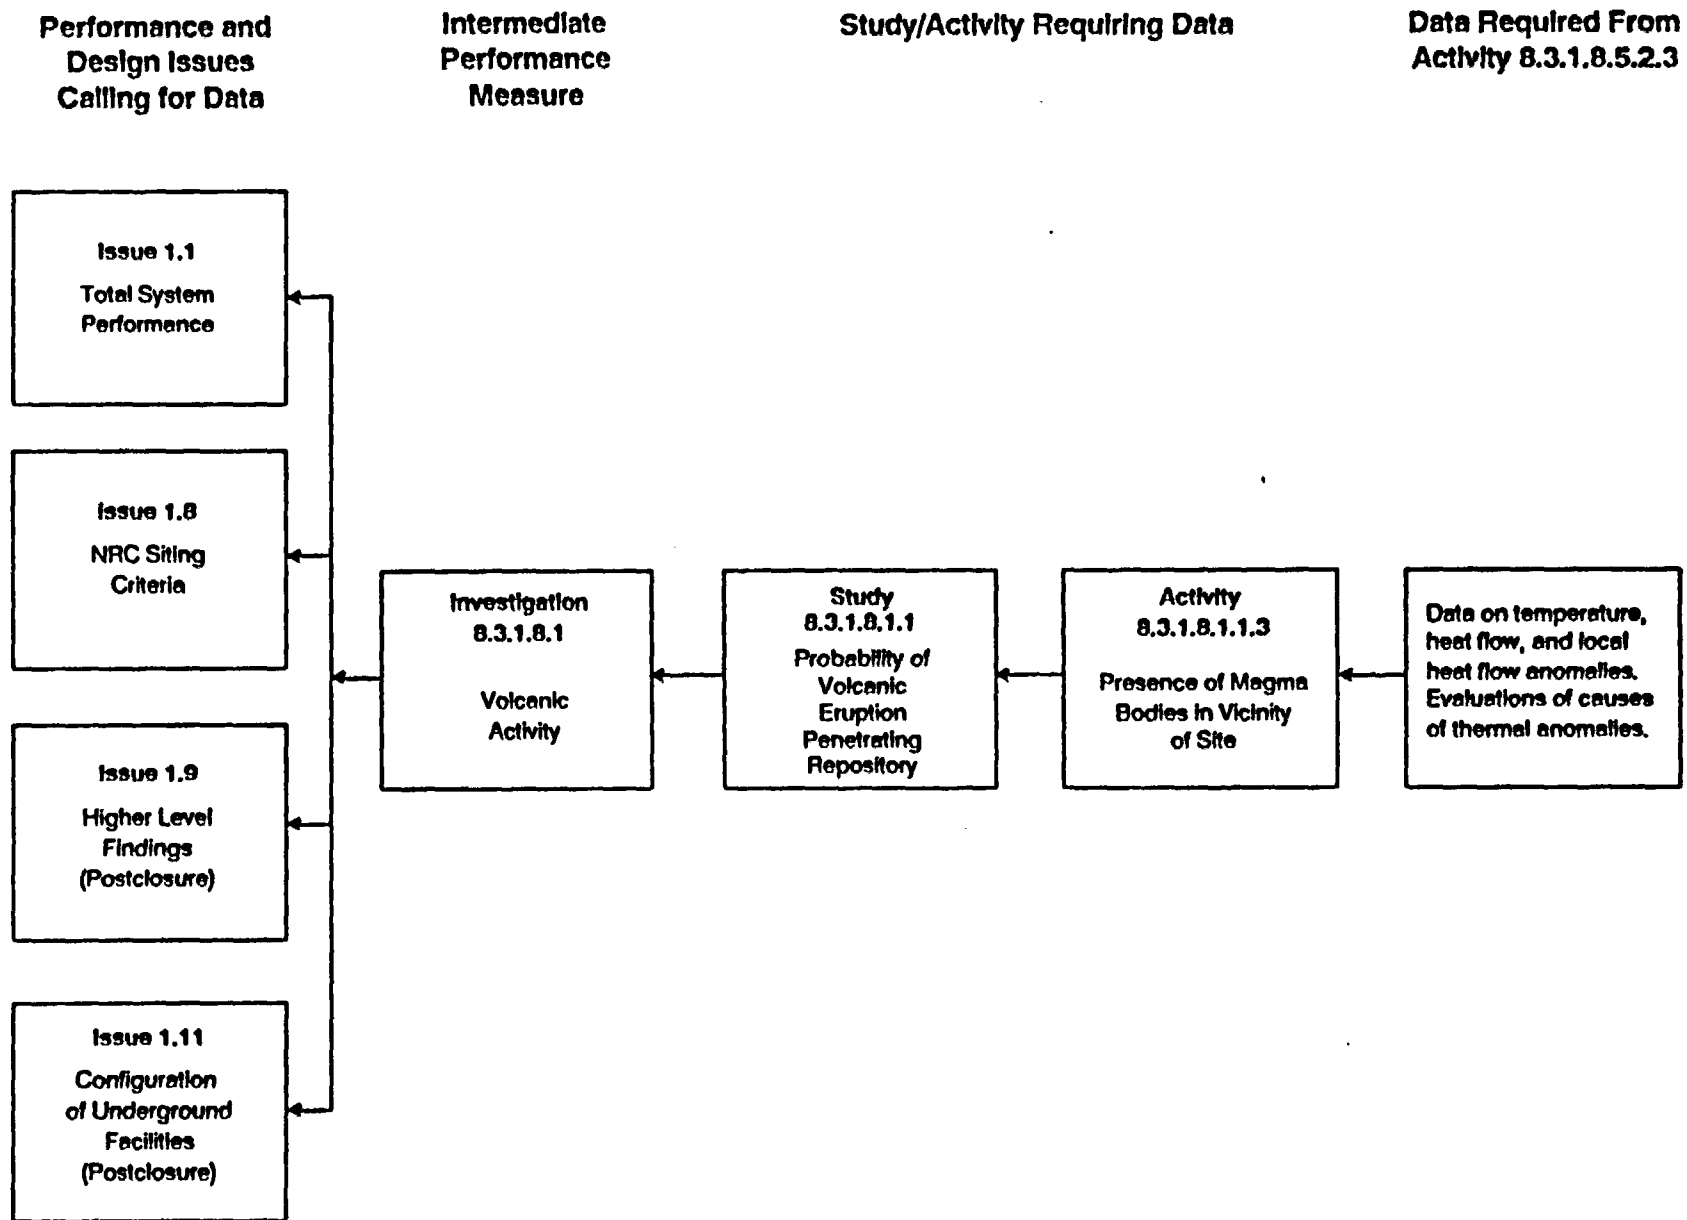 Performance and
Design Issues
Calling for Data
Intermediate
Performance
Measure
Study/Activity Requiring Data
Data Required From
Activity 8.3.1.8.5.2.3
Issue 1.1
Total System
Performance
Issue 1.8
NRC Siting
Criteria
Issue 1.9
Higher Level
Findings
(Postclosure)
Issue 1.11
Configuration
of Underground
Facilities
(Postclosure)
Investigation
8.3.1.8.1
Volcanic
Activity
Study
8.3.1.8.1.1
Probability of
Volcanic
Eruption
Penetrating
Repository
Activity
8.3.1.8.1.1.3
Presence of Magma
Bodies in Vicinity
of Site
Data on temperature,
heat flow, and local
heat flow anomalies.
Evaluations of causes
of thermal anomalies.